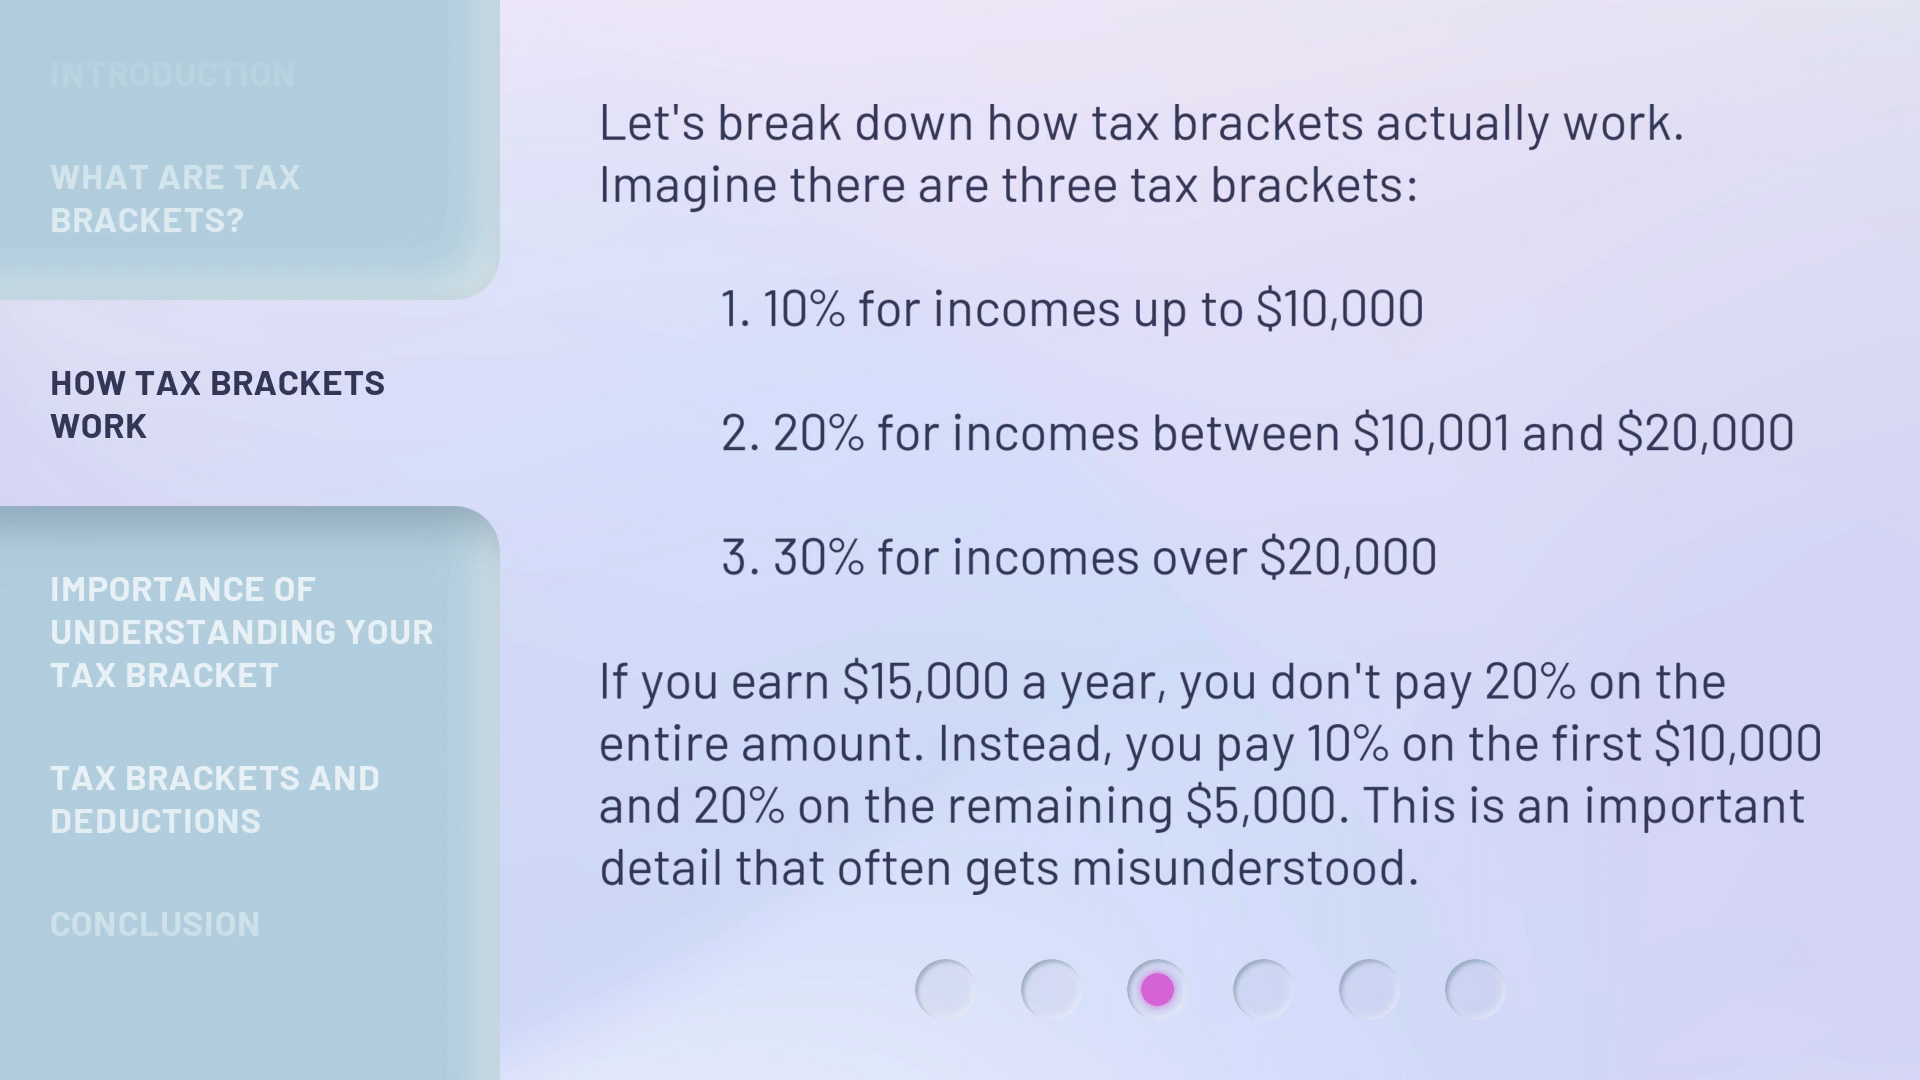 INTRODUCTION
WHAT ARE TAX
BRACKETS?
HOW TAX BRACKETS
WORK
IMPORTANCE OF
UNDERSTANDING YOUR
TAX BRACKET
TAX BRACKETS AND
DEDUCTIONS
CONCLUSION
Let's break down how tax brackets actually work.
Imagine there are three tax brackets:
1. 10% for incomes up to $10,000
2. 20% for incomes between $10,001 and $20,000
3. 30% for incomes over $20,000
If you earn $15,000 a year, you don't pay 20% on the
entire amount. Instead, you pay 10% on the first $10,000
and 20% on the remaining $5,000. This is an important
detail that often gets misunderstood.